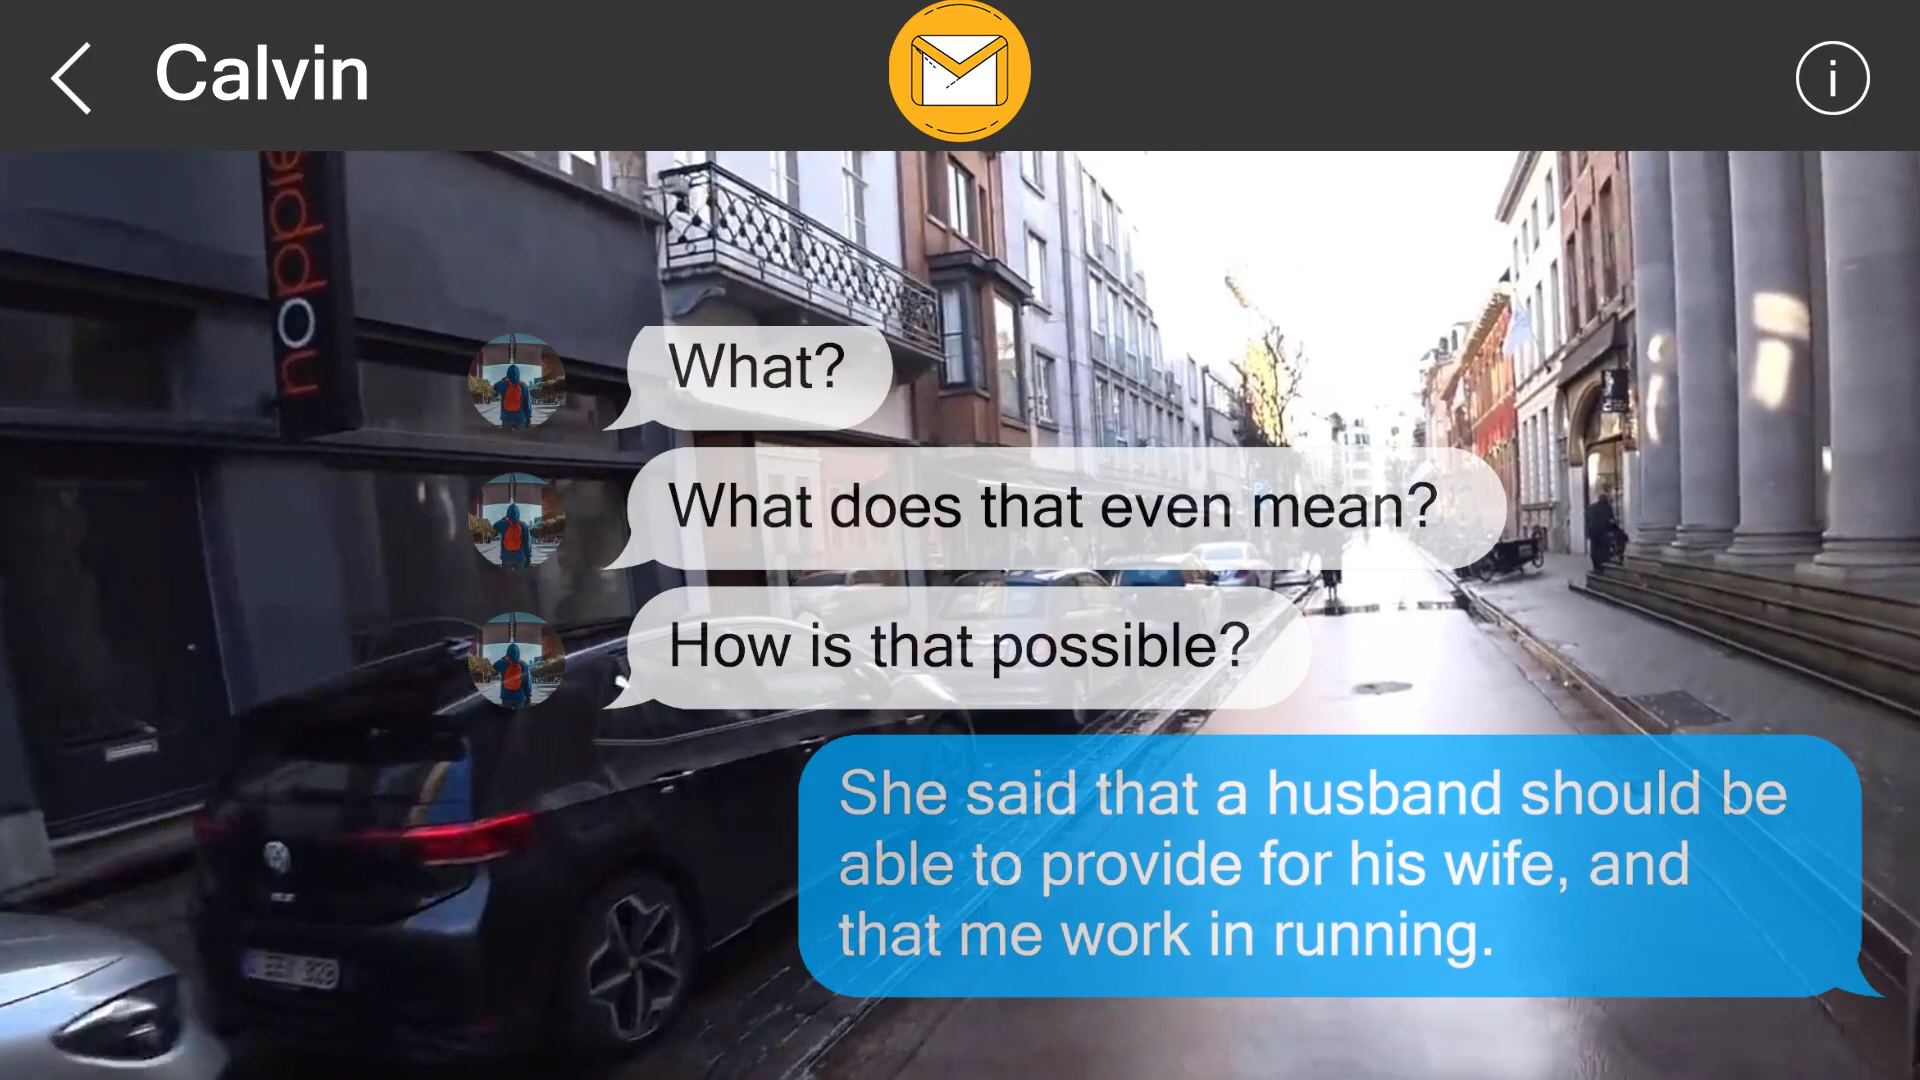 Calvin
What?
What does that even mean?
How is that possible?
She said that a husband should be
able to provide for his wife, and
that me work in running.